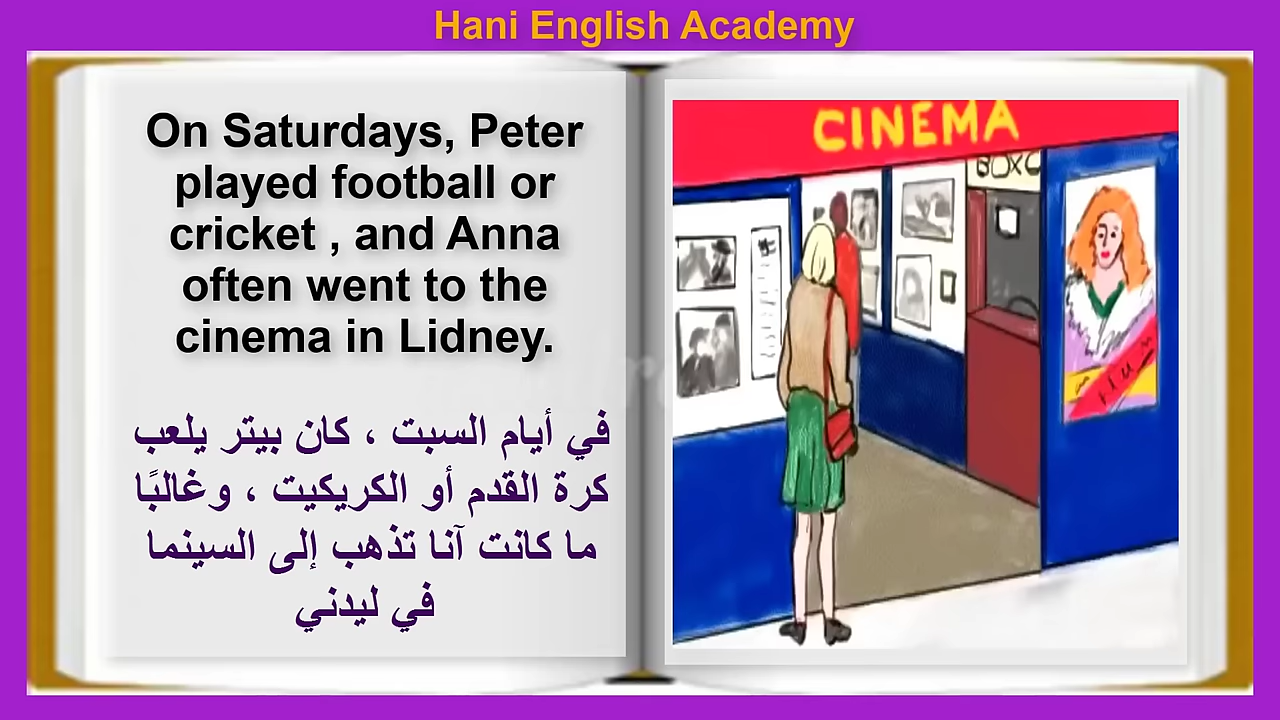 Hani English Academy
On Saturdays, Peter
played football or
cricket , and Anna
often went to the
cinema in Lidney.
في أيام السبت ، كان بيتر يلعب
كرة القدم أو الكريكيت ، وغالبًا
ما كانت آنا تذهب إلى السينما
في ليدني
CINEMA
BOX